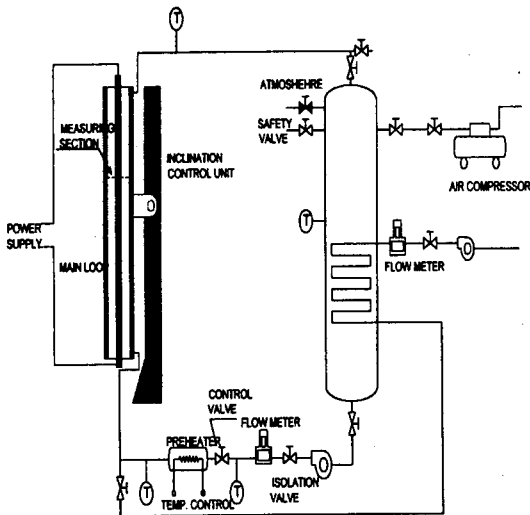 T
ATMOSHEHRE
MEASURING
SECTION
SAFETY
VALVE
INCLINATION
CONTROL UNIT
AIR COMPRESSOR
T
POWER
SUPPLY
FLOW METER
MAIN LOOP
CONTROL
VALVE
FLOW METER
PREHEATER
T
T
ISOLATION
VALVE
TEMP. CONTROL